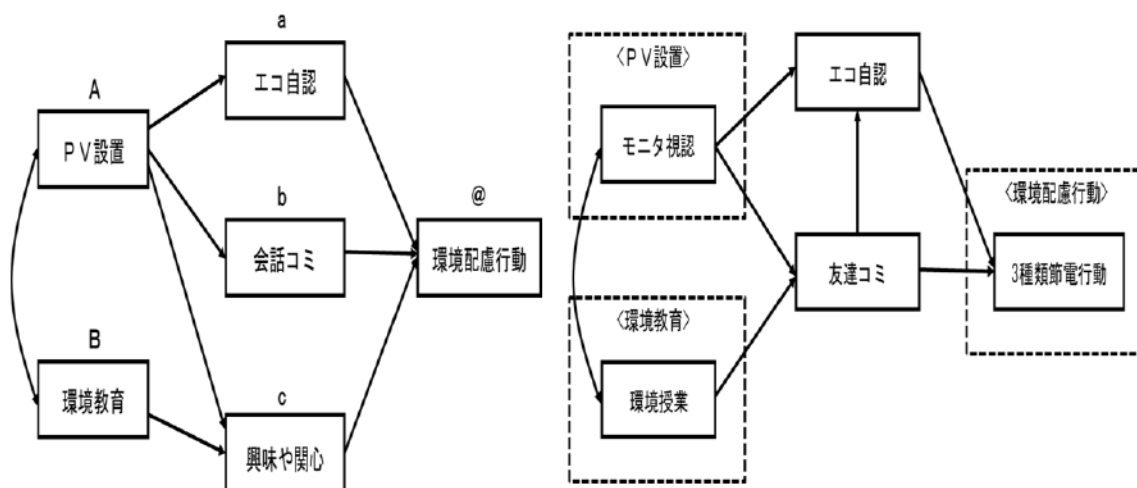 a
エコ自認
A
ＰＶ設置
b
会話コミ
@
環境配慮行動
B
環境教育
c
興味や関心
〈ＰＶ設置〉
モニタ視認
エコ自認
〈環境配慮行動〉
友達コミ
3種類節電行動
〈環境教育〉
環境授業